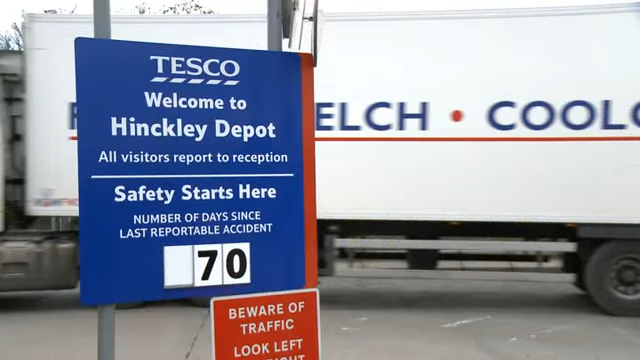 TESCO
Welcome to
Hinckley Depot
All visitors report to reception
Safety Starts Here
NUMBER OF DAYS SINCE
LAST REPORTABLE ACCIDENT
70
ELCH • COOL
BEWARE OF
TRAFFIC
LOOK LEFT